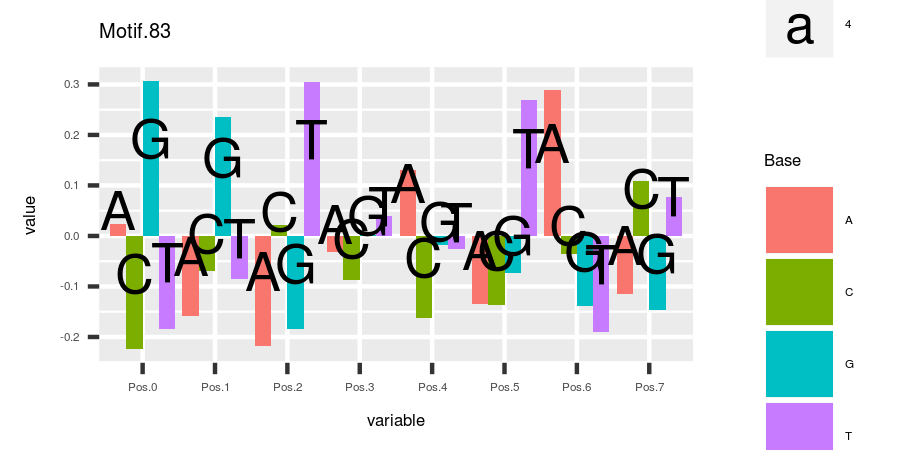 Motif.83
a 4
value
0.3
0.2
0.1
0.0
-0.1
-0.2
A C G T
A C G T
A C G T
A C G T
A C G T
A C G T
A C G T
A C G T
Pos.0 Pos.1 Pos.2 Pos.3 Pos.4 Pos.5 Pos.6 Pos.7
variable
Base
A
C
G
T